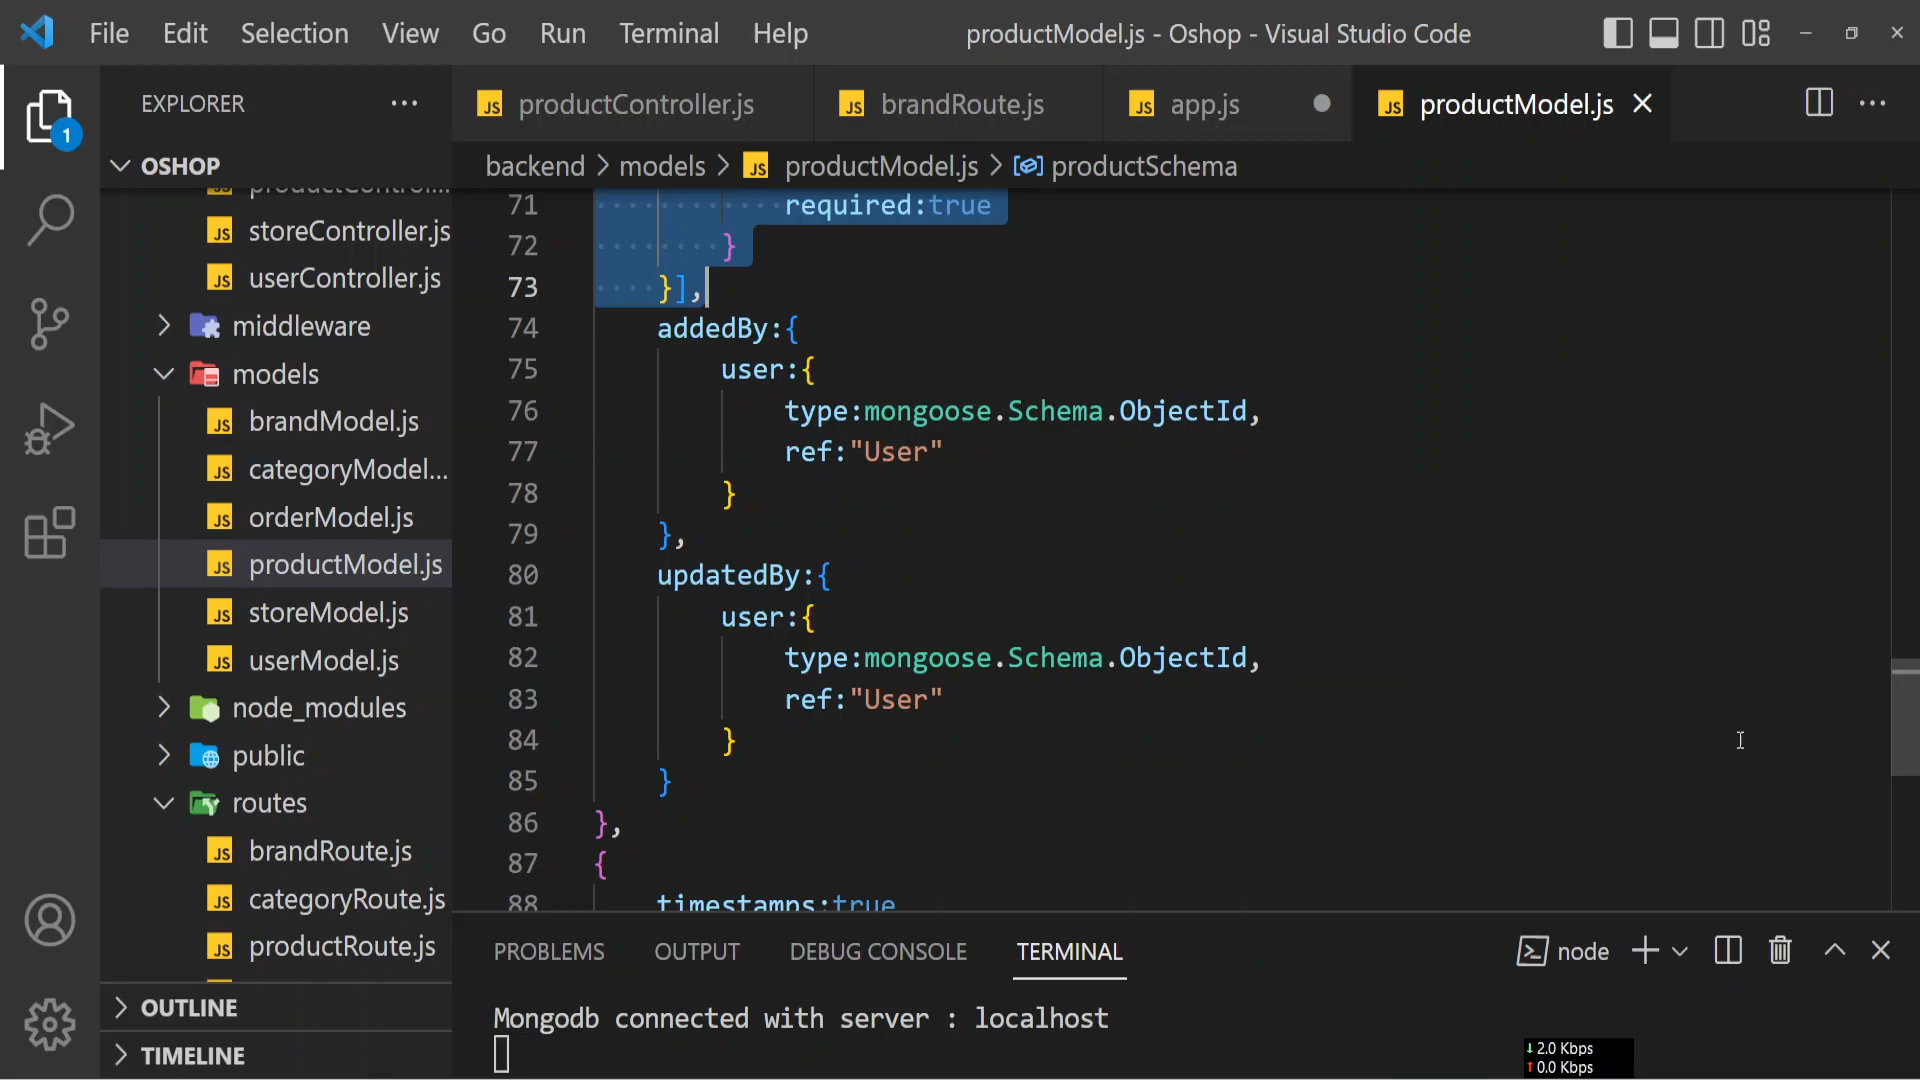 File Edit Selection View Go Run Terminal Help productModel.js - Oshop - Visual Studio Code
EXPLORER
1
OSHOP
productControl...
storeController.js
userController.js
middleware
models
brandModel.js
categoryModel...
orderModel.js
productModel.js
storeModel.js
userModel.js
node_modules
public
routes
brandRoute.js
categoryRoute.js
productRoute.js
OUTLINE
TIMELINE
productController.js brandRoute.js app.js productModel.js
backend > models > productModel.js > productSchema
71 required:true
72 }
73 }],
74 addedBy:{
75 user:{
76 type:mongoose.Schema.ObjectId,
77 ref:"User"
78 }
79 },
80 updatedBy:{
81 user:{
82 type:mongoose.Schema.ObjectId,
83 ref:"User"
84 }
85 }
86 },
87 {
88 timestamps:true
PROBLEMS OUTPUT DEBUG CONSOLE TERMINAL node
Mongodb connected with server : localhost
↓ 2.0 Kbps
↑ 0.0 Kbps